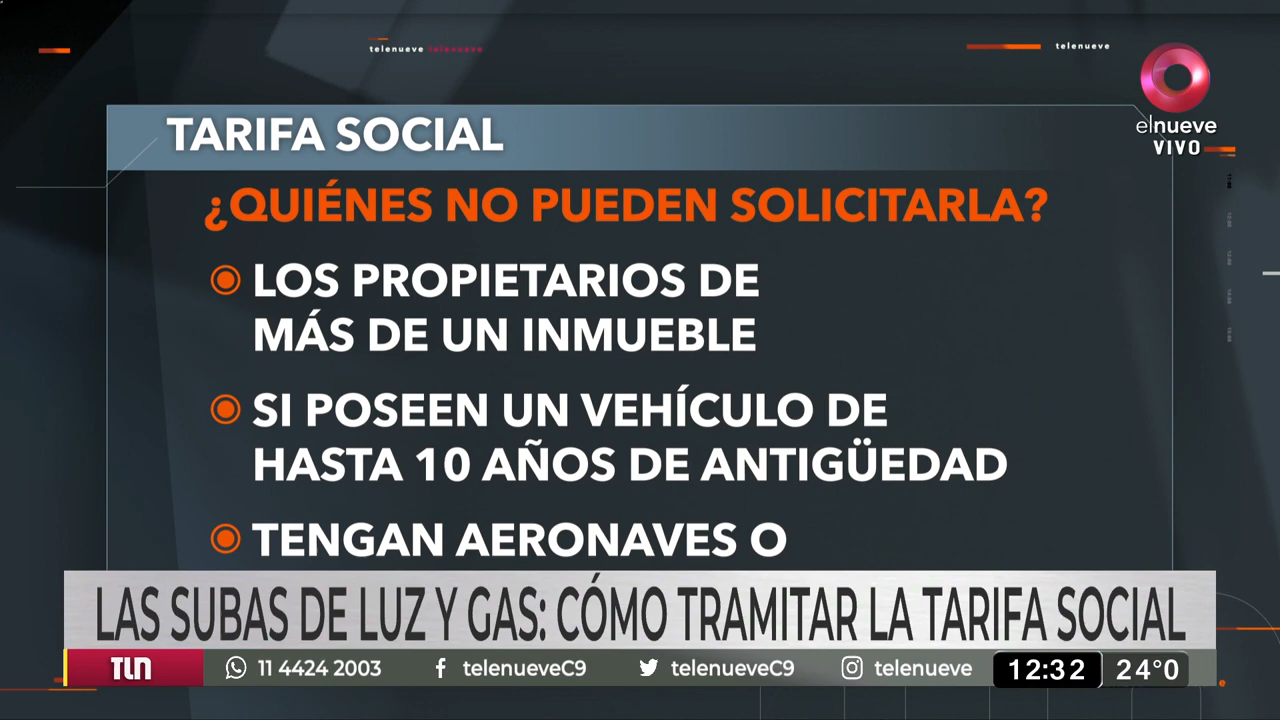 telenueve telenueve
telenueve
elnueve
VIVO
TARIFA SOCIAL
¿QUIÉNES NO PUEDEN SOLICITARLA?
LOS PROPIETARIOS DE
MÁS DE UN INMUEBLE
SI POSEEN UN VEHÍCULO DE
HASTA 10 AÑOS DE ANTIGÜEDAD
TENGAN AERONAVES O
LAS SUBAS DE LUZ Y GAS: CÓMO TRAMITAR LA TARIFA SOCIAL
TLN 11 4424 2003 telenueveC9 telenueveC9 telenueve 12:32 24°0